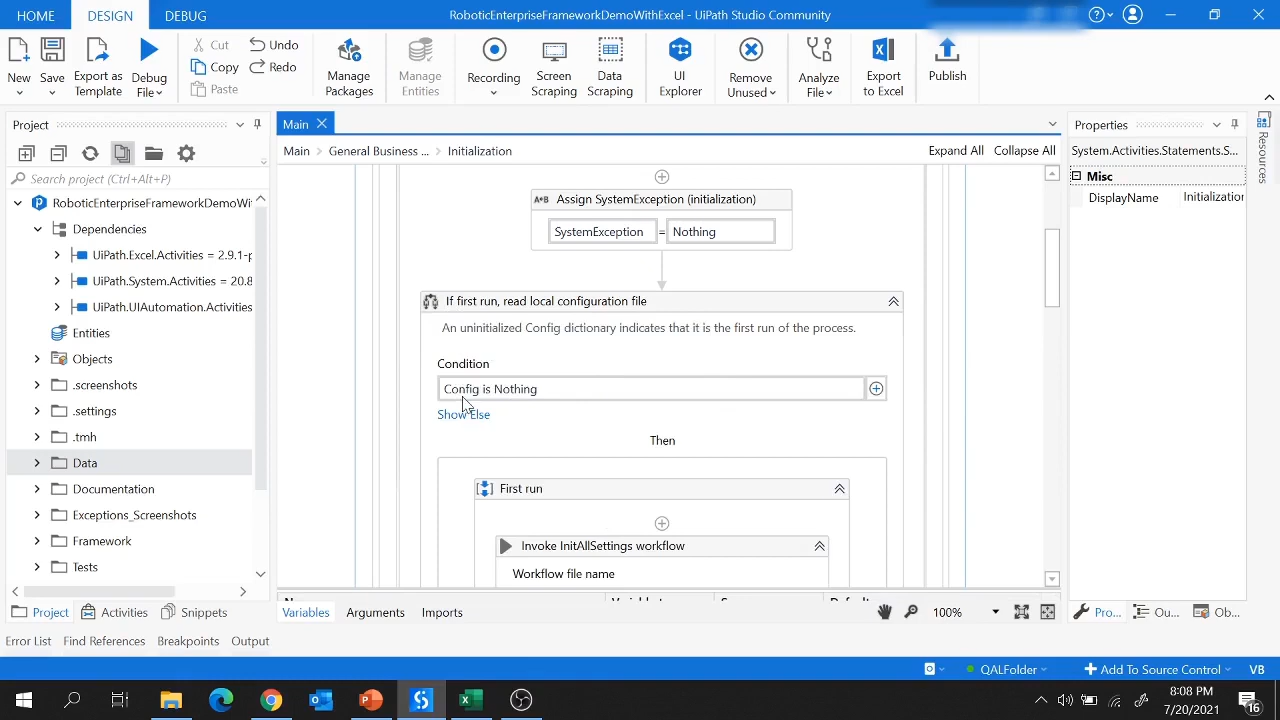 HOME
DESIGN
DEBUG
RoboticEnterpriseFrameworkDemoWithExcel - UiPath Studio Community
New
Save
Export as
Template
Debug
File
Cut
Copy
Paste
Undo
Redo
Manage
Packages
Manage
Entities
Recording
Screen
Scraping
Data
Scraping
UI
Explorer
Remove
Unused
Analyze
File
Export
to Excel
Publish
Project
Search project (Ctrl+Alt+P)
RoboticEnterpriseFrameworkDemoWit
Dependencies
UiPath.Excel.Activities = 2.9.1-p
UiPath.System.Activities = 20.8
UiPath.UIAutomation.Activities
Entities
Objects
.screenshots
.settings
.tmh
Data
Documentation
Exceptions_Screenshots
Framework
Tests
Project
Activities
Snippets
Main
Main > General Business ... > Initialization
Expand All
Collapse All
A+B Assign SystemException (initialization)
SystemException = Nothing
If first run, read local configuration file
An uninitialized Config dictionary indicates that it is the first run of the process.
Condition
Config is Nothing
Show Else
Then
First run
Invoke InitAllSettings workflow
Workflow file name
Variables
Arguments
Imports
100%
Properties
System.Activities.Statements.S...
Misc
DisplayName
Initialization
Resources
Pro...
Ou...
Ob...
Error List
Find References
Breakpoints
Output
QALFolder
Add To Source Control
VB
8:08 PM
7/20/2021
16